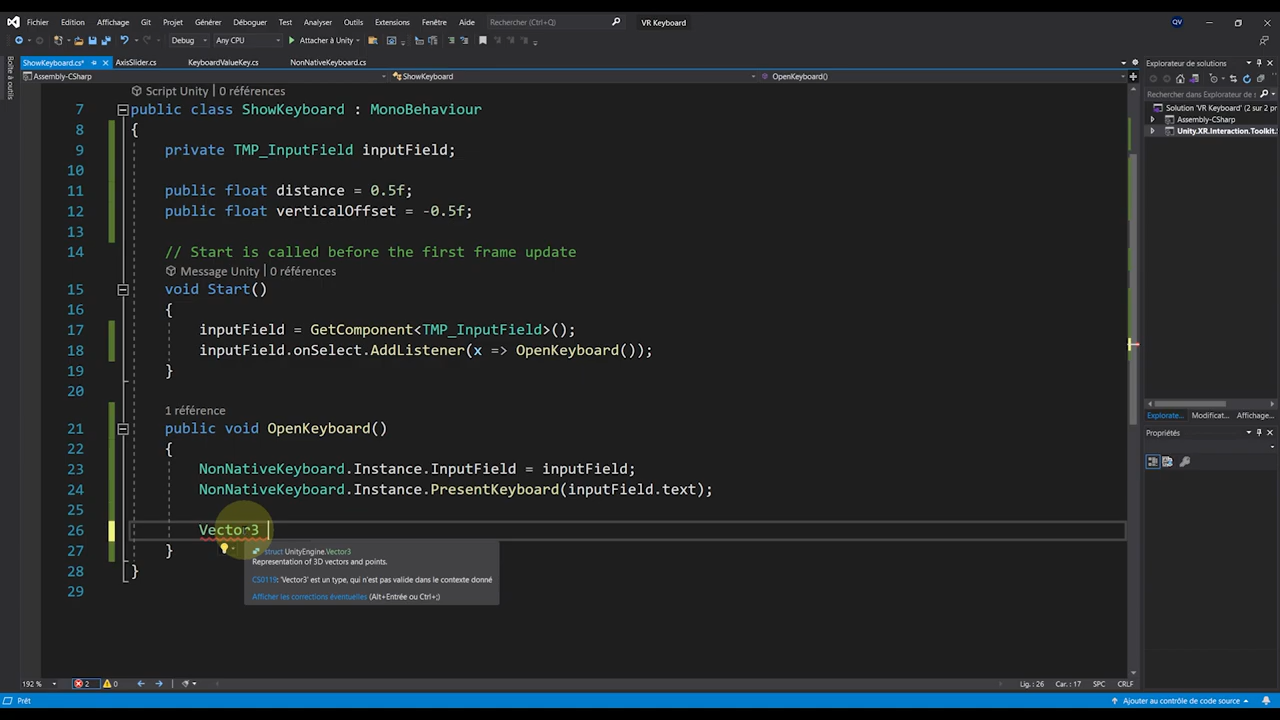 Fichier Edition Affichage Git Projet Générer Déboguer Test Analyser Outils Extensions Fenêtre Aide Rechercher (Ctrl+Q) VR Keyboard QV
Debug Any CPU Attacher à Unity
Boîte à outils
ShowKeyboard.cs* AxisSlider.cs KeyboardValueKey.cs NonNativeKeyboard.cs
Assembly-CSharp ShowKeyboard OpenKeyboard()
Script Unity | 0 références
7 public class ShowKeyboard : MonoBehaviour
8 {
9 private TMP_InputField inputField;
10
11 public float distance = 0.5f;
12 public float verticalOffset = -0.5f;
13
14 // Start is called before the first frame update
Message Unity | 0 références
15 void Start()
16 {
17 inputField = GetComponent<TMP_InputField>();
18 inputField.onSelect.AddListener(x => OpenKeyboard());
19 }
20
1 référence
21 public void OpenKeyboard()
22 {
23 NonNativeKeyboard.Instance.InputField = inputField;
24 NonNativeKeyboard.Instance.PresentKeyboard(inputField.text);
25
26 Vector3
27 }
28 }
29
struct UnityEngine.Vector3
Representation of 3D vectors and points.
CS0119: 'Vector3' est un type, qui n'est pas valide dans le contexte donné
Afficher les corrections éventuelles (Alt+Entrée ou Ctrl+;)
Explorateur de solutions
Rechercher dans Explorateur de s
Solution 'VR Keyboard' (2 sur 2 p
Assembly-CSharp
Unity.XR.Interaction.Toolkit.
Explorate... Modificat... Affichage...
Propriétés
192 % 2 0 Lig. : 26 Car. : 17 SPC CRLF
Prêt Ajouter au contrôle de code source